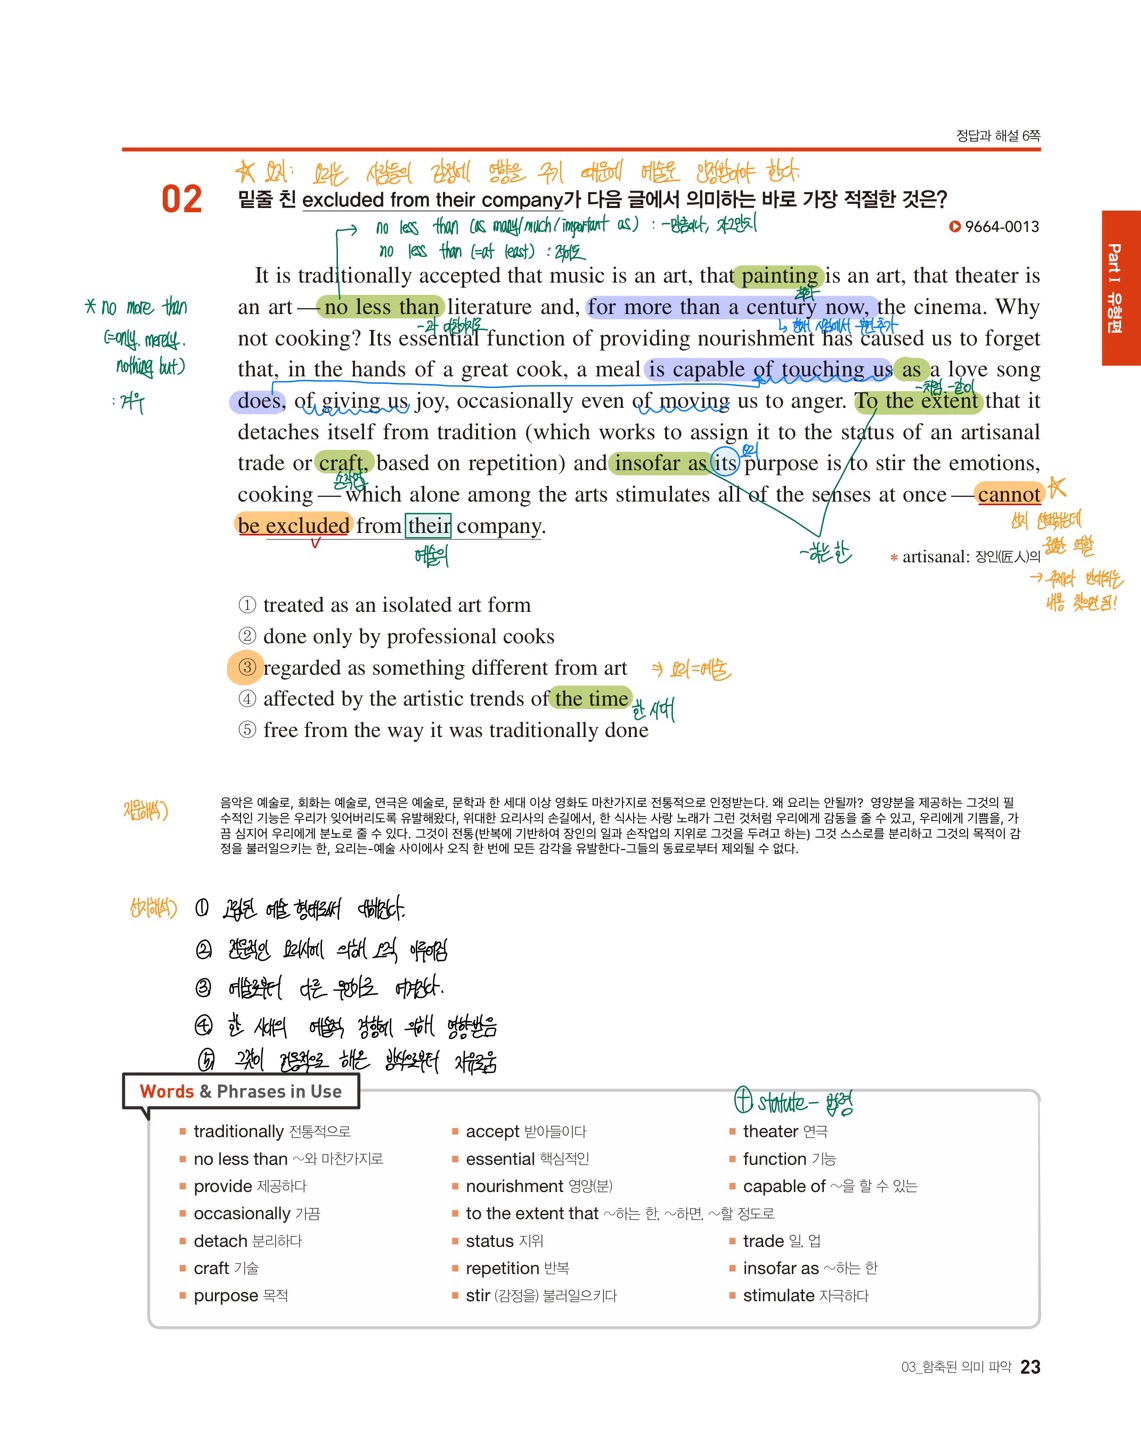 정답과 해설 6쪽
☆ 요지: 요리는 사람들의 감정에 영향을 주기 때문에 예술로 인정받아야 한다.
02 밑줄 친 excluded from their company가 다음 글에서 의미하는 바로 가장 적절한 것은?
9664-0013
no less than (as many/much/important as) : ~만큼이나, 자그만치
no less than (=at least) : 적어도
It is traditionally accepted that music is an art, that painting is an art, that theater is
회화
an art — no less than literature and, for more than a century now, the cinema. Why
~과 마찬가지로
not cooking? Its essential function of providing nourishment has caused us to forget
that, in the hands of a great cook, a meal is capable of touching us as a love song
~처럼, ~같이
does, of giving us joy, occasionally even of moving us to anger. To the extent that it
detaches itself from tradition (which works to assign it to the status of an artisanal
요리
trade or craft, based on repetition) and insofar as its purpose is to stir the emotions,
손작업
cooking — which alone among the arts stimulates all of the senses at once — cannot
be excluded from their company.
예술의
~하는 한
* no more than
(=only. merely.
nothing but)
: 겨우
선지 선택하는데
중요한 역할
→ 주제와 반대되는
내용 찾으면 됨!
* artisanal: 장인(匠人)의
① treated as an isolated art form
② done only by professional cooks
③ regarded as something different from art → 요리=예술
④ affected by the artistic trends of the time 한 시대
⑤ free from the way it was traditionally done
지문해석)
음악은 예술로, 회화는 예술로, 연극은 예술로, 문학과 한 세대 이상 영화도 마찬가지로 전통적으로 인정받는다. 왜 요리는 안될까? 영양분을 제공하는 그것의 필
수적인 기능은 우리가 잊어버리도록 유발해왔다, 위대한 요리사의 손길에서, 한 식사는 사랑 노래가 그런 것처럼 우리에게 감동을 줄 수 있고, 우리에게 기쁨을, 가
끔 심지어 우리에게 분노로 줄 수 있다. 그것이 전통(반복에 기반하여 장인의 일과 손작업의 지위로 그것을 두려고 하는) 그것 스스로를 분리하고 그것의 목적이 감
정을 불러일으키는 한, 요리는-예술 사이에사 오직 한 번에 모든 감각을 유발한다-그들의 동료로부터 제외될 수 없다.
선지해석) ① 고립된 예술 형태로서 대해진다.
② 전문적인 요리사에 의해 오직 이루어짐
③ 예술로부터 다른 무언가로 여겨진다.
④ 한 시대의 예술적 경향에 의해 영향받음
⑤ 그것이 전통적으로 해온 방식으로부터 자유로움
Words & Phrases in Use
⊕. statute - 법령
traditionally 전통적으로
accept 받아들이다
theater 연극
no less than ~와 마찬가지로
essential 핵심적인
function 기능
provide 제공하다
nourishment 영양(분)
capable of ~을 할 수 있는
occasionally 가끔
to the extent that ~하는 한, ~하면, ~할 정도로
detach 분리하다
status 지위
trade 일, 업
craft 기술
repetition 반복
insofar as ~하는 한
purpose 목적
stir (감정을) 불러일으키다
stimulate 자극하다
Part I 유형편
03_함축된 의미 파악 23